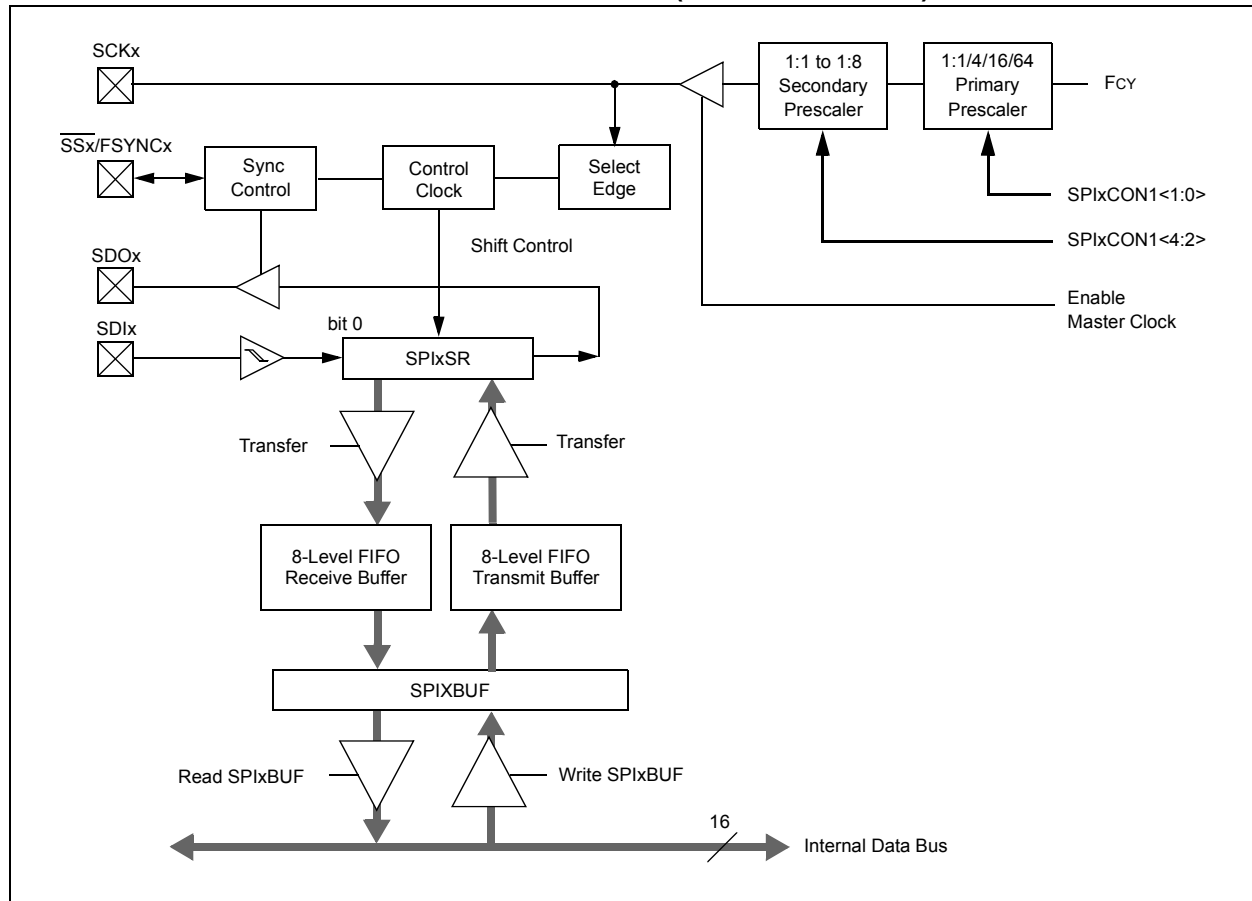 SCKx
1:1 to 1:8
Secondary
Prescaler
1:1/4/16/64
Primary
Prescaler
FCY
SSx/FSYNCx
Sync
Control
Control
Clock
Select
Edge
SPIxCON1<1:0>
SPIxCON1<4:2>
Shift Control
SDOx
Enable
Master Clock
SDIx
bit 0
SPIxSR
Transfer
Transfer
8-Level FIFO
Receive Buffer
8-Level FIFO
Transmit Buffer
SPIXBUF
Read SPIxBUF
Write SPIxBUF
16
Internal Data Bus